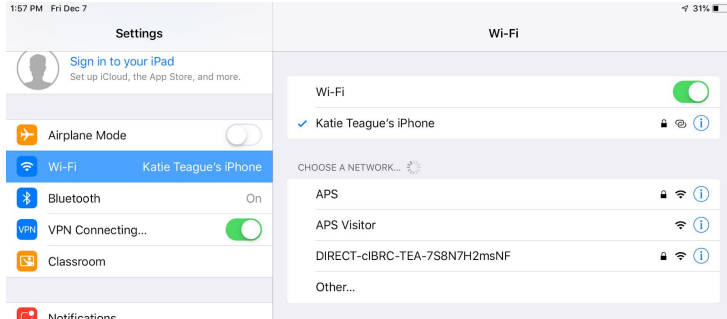 1:57 PM Fri Dec 7
31%
Settings
Sign in to your iPad
Set up iCloud, the App Store, and more.
Airplane Mode
Wi-Fi Katie Teague's iPhone
Bluetooth On
VPN VPN Connecting...
Classroom
Notifications
Wi-Fi
Wi-Fi
Katie Teague's iPhone
CHOOSE A NETWORK...
APS
APS Visitor
DIRECT-clBRC-TEA-7S8N7H2msNF
Other...